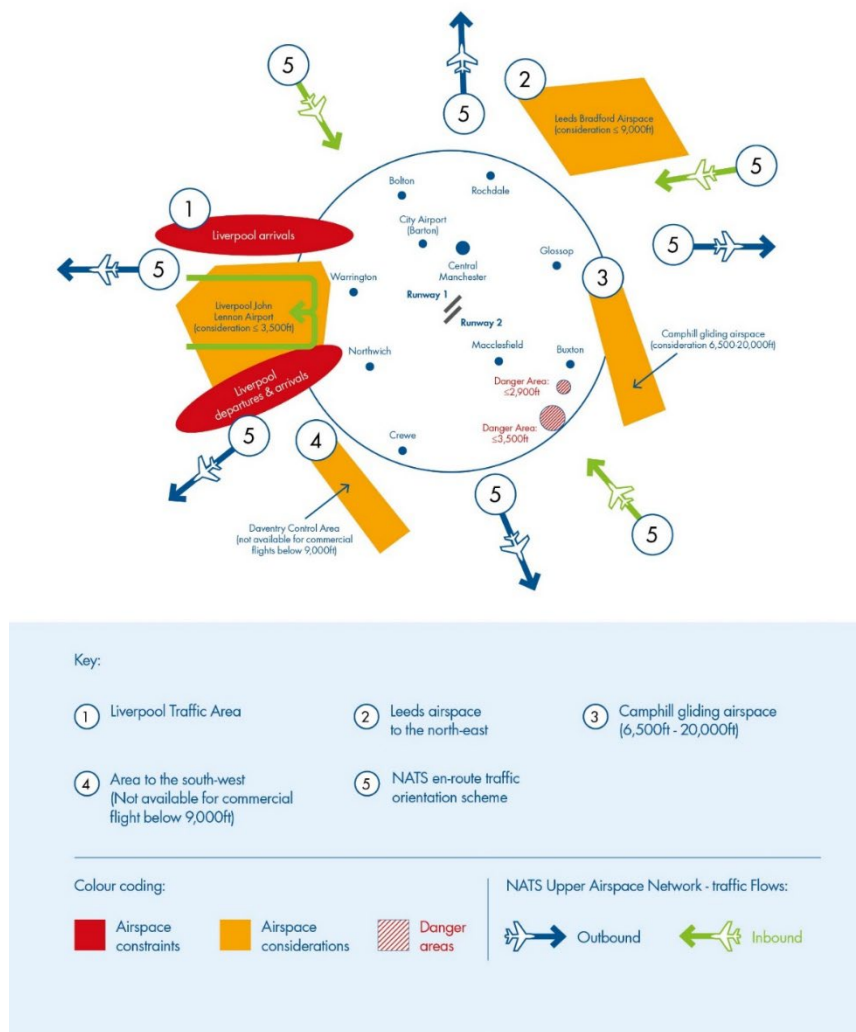 5
5
2
Leeds Bradford Airspace
(consideration ≤ 9,000ft)
5
1
Liverpool arrivals
5
Bolton
Rochdale
City Airport
(Barton)
Central
Manchester
Glossop
5
3
Warrington
Liverpool John
Lennon Airport
(consideration ≤ 3,500ft)
Runway 1
Runway 2
Camphill gliding airspace
(consideration 6,500-20,000ft)
Northwich
Macclesfield
Buxton
Danger Area:
≤2,900ft
Danger Area:
≤3,500ft
Liverpool
departures & arrivals
5
4
Crewe
5
5
Daventry Control Area
(not available for commercial
flights below 9,000ft)
Key:
1 Liverpool Traffic Area
2 Leeds airspace
to the north-east
3 Camphill gliding airspace
(6,500ft - 20,000ft)
4 Area to the south-west
(Not available for commercial
flight below 9,000ft)
5 NATS en-route traffic
orientation scheme
Colour coding:
Airspace
constraints
Airspace
considerations
Danger
areas
NATS Upper Airspace Network - traffic Flows:
Outbound
Inbound